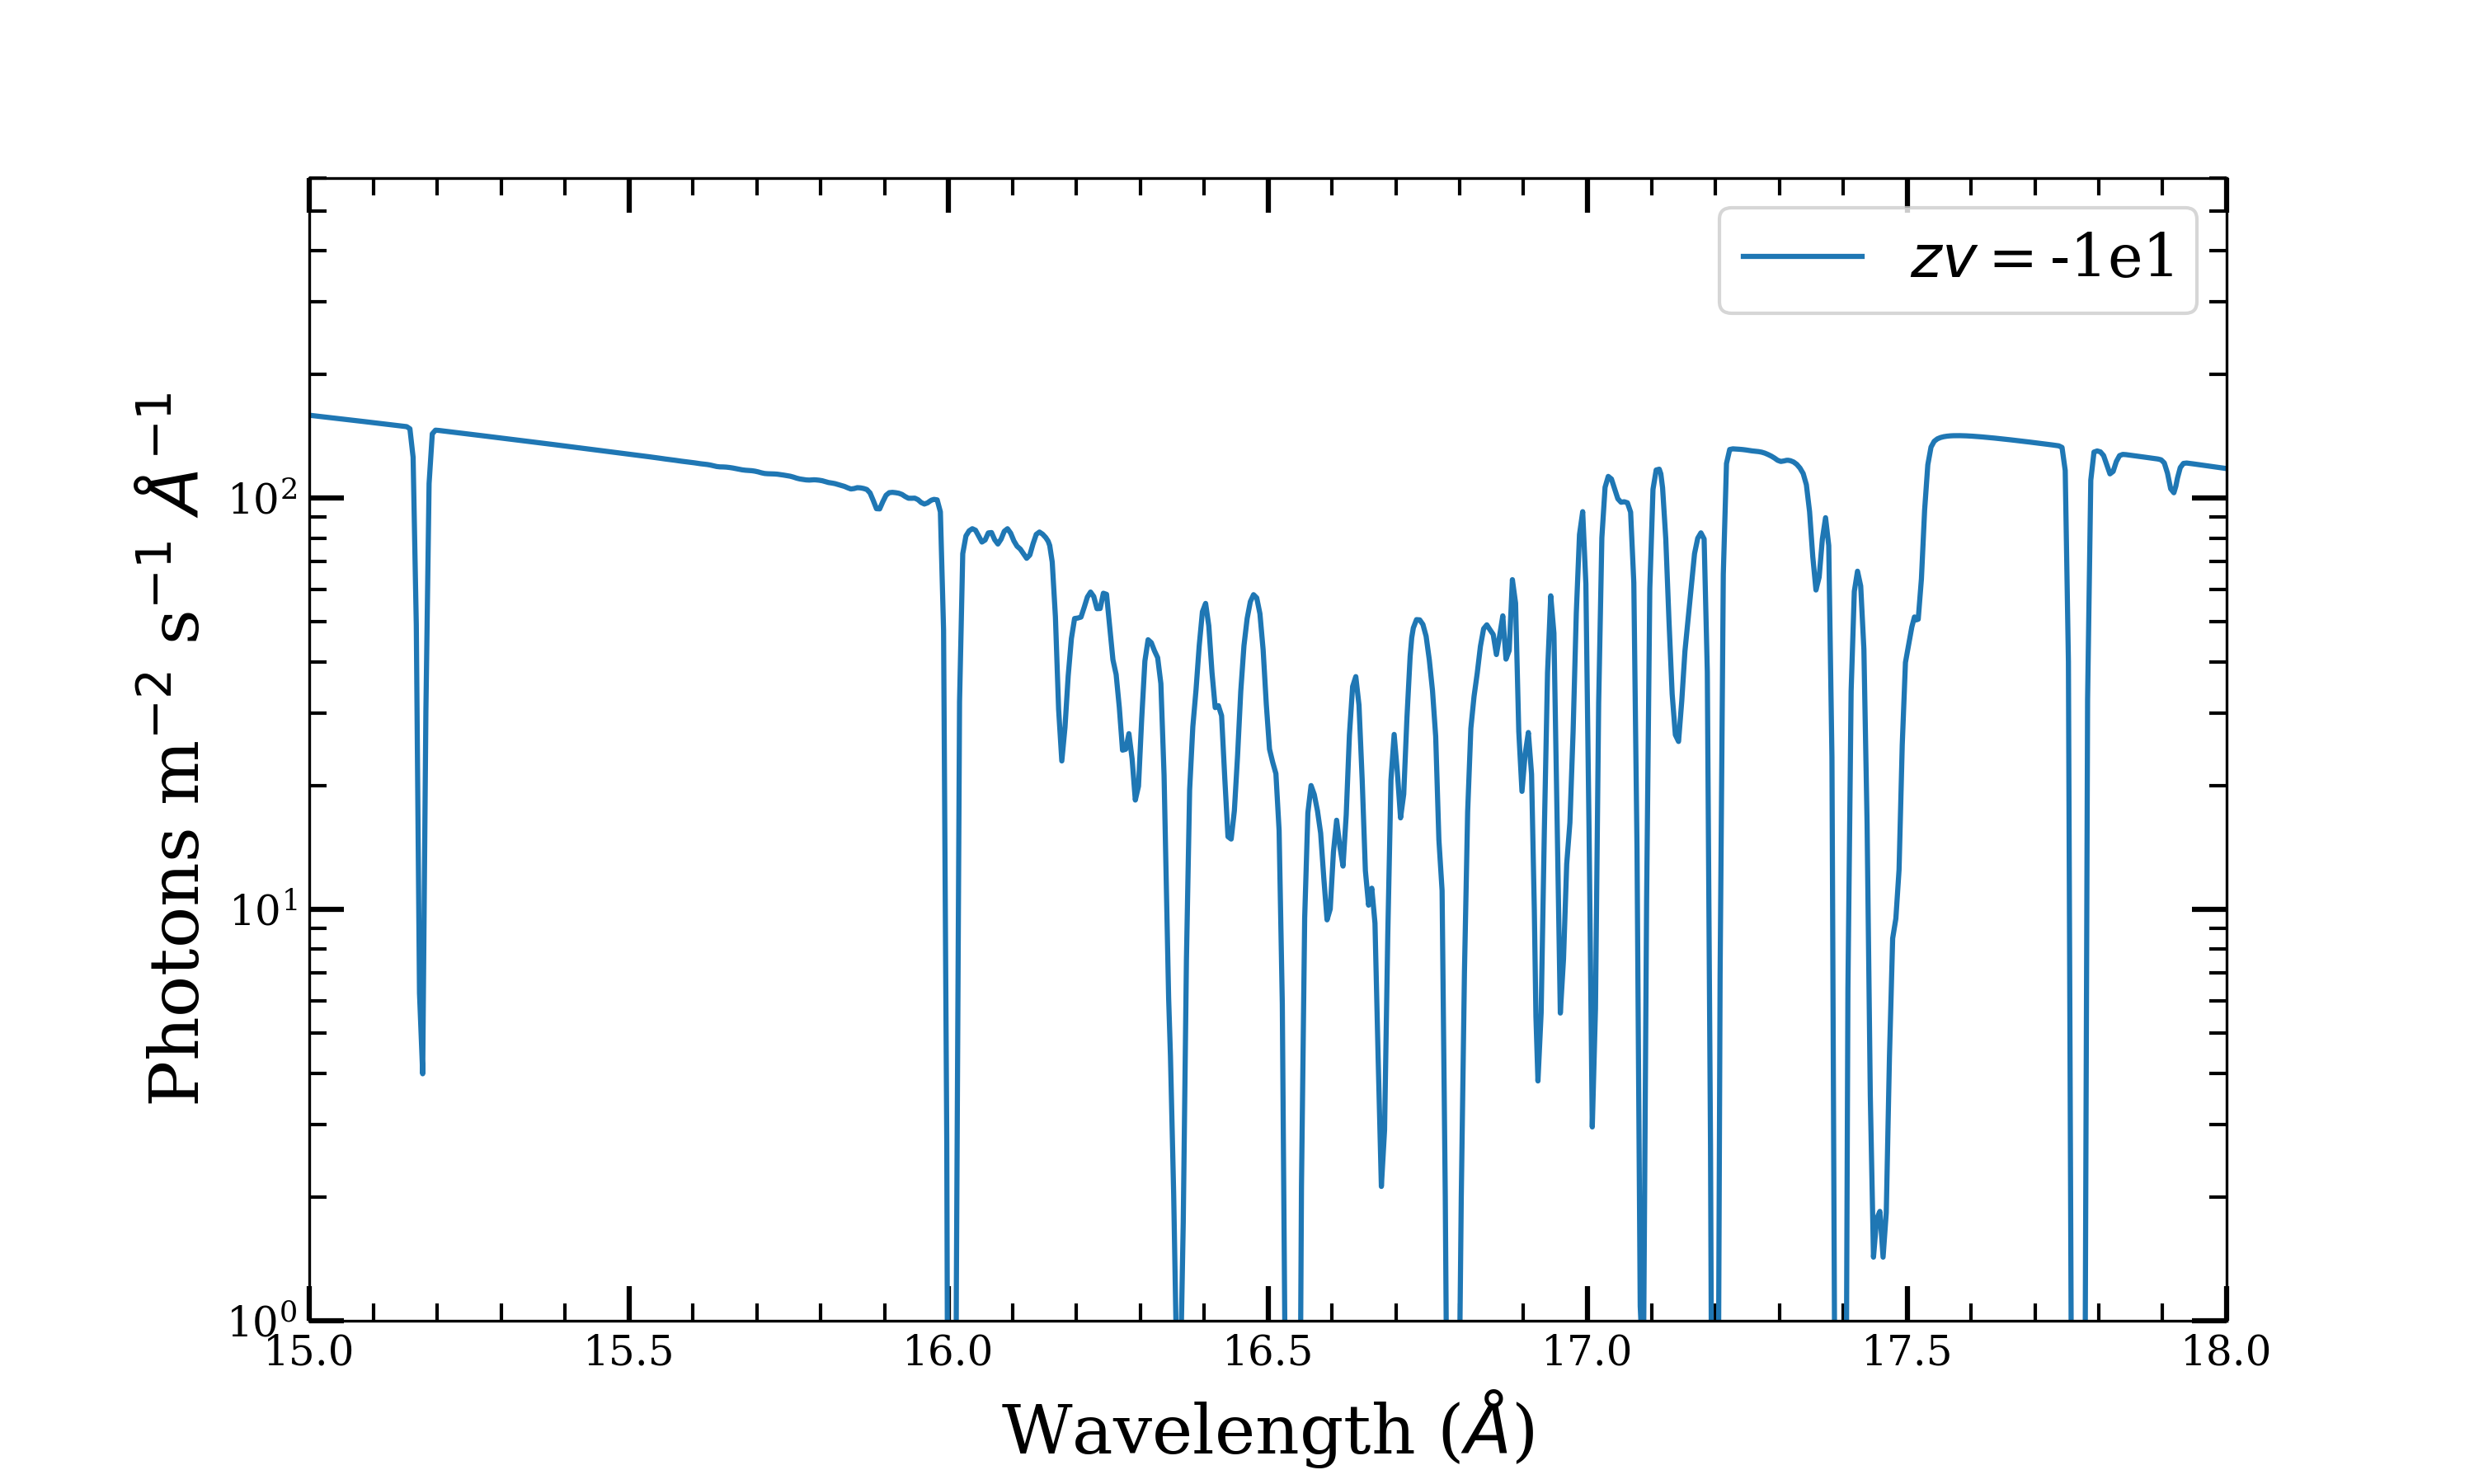 zv = -1e1
Photons m⁻² s⁻¹ Å⁻¹
10²
10¹
10⁰
15.0 15.5 16.0 16.5 17.0 17.5 18.0
Wavelength (Å)